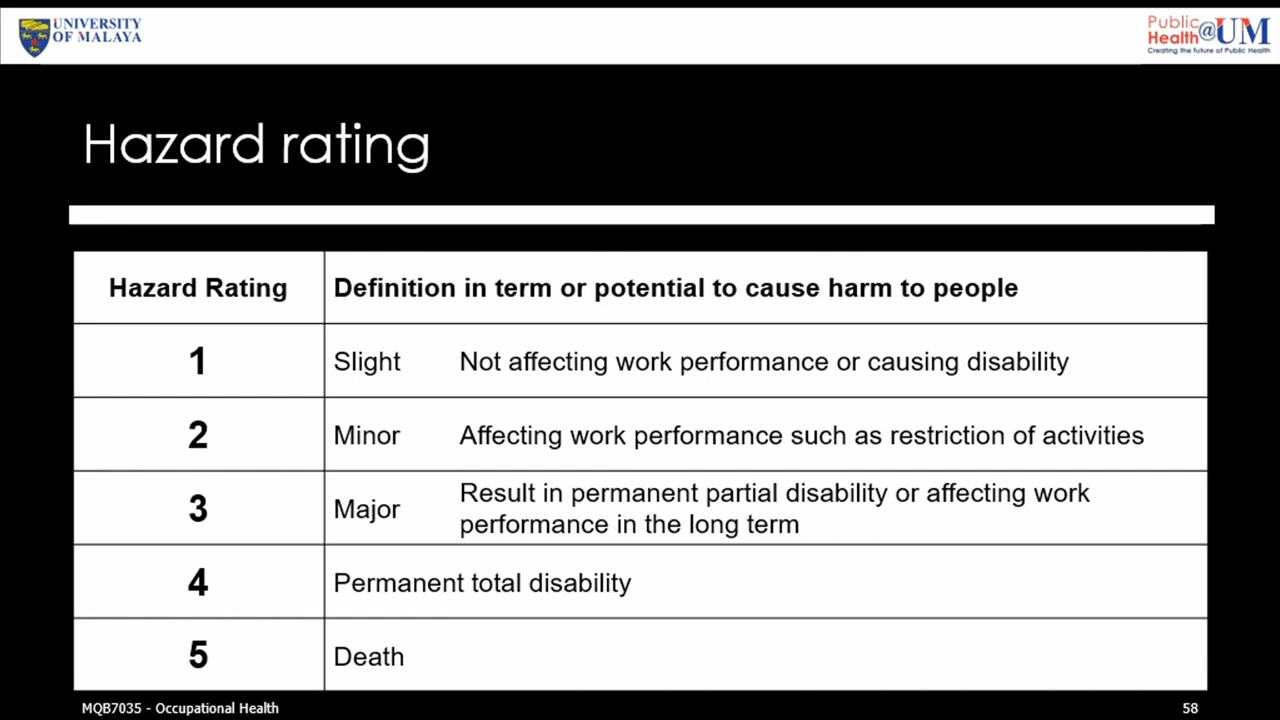 UNIVERSITY
OF MALAYA
Public
Health@UM
Creating the future of Public Health
Hazard rating
Hazard Rating Definition in term or potential to cause harm to people
1 Slight Not affecting work performance or causing disability
2 Minor Affecting work performance such as restriction of activities
3 Major Result in permanent partial disability or affecting work
performance in the long term
4 Permanent total disability
5 Death
MQB7035 - Occupational Health 58